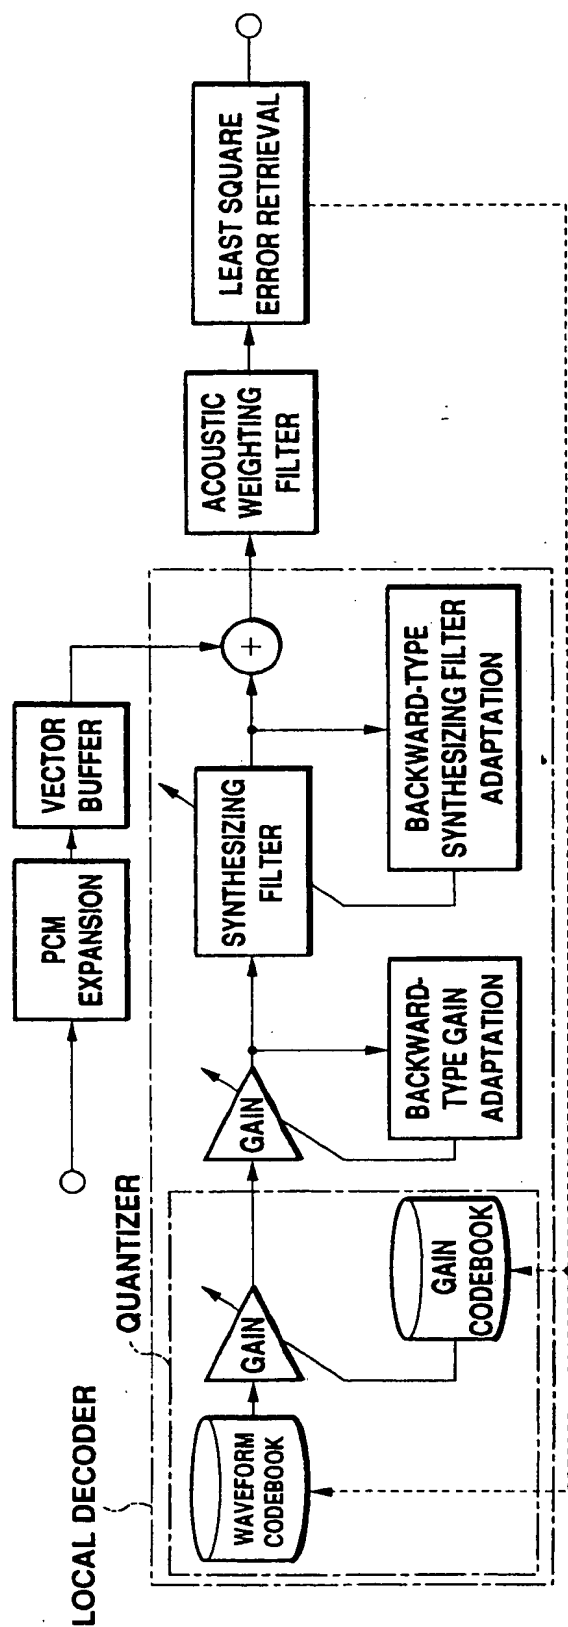 LOCAL DECODER
QUANTIZER
PCM
EXPANSION
VECTOR
BUFFER
WAVEFORM
CODEBOOK
GAIN
GAIN
CODEBOOK
GAIN
BACKWARD-
TYPE GAIN
ADAPTATION
SYNTHESIZING
FILTER
BACKWARD-TYPE
SYNTHESIZING FILTER
ADAPTATION
+
ACOUSTIC
WEIGHTING
FILTER
LEAST SQUARE
ERROR RETRIEVAL